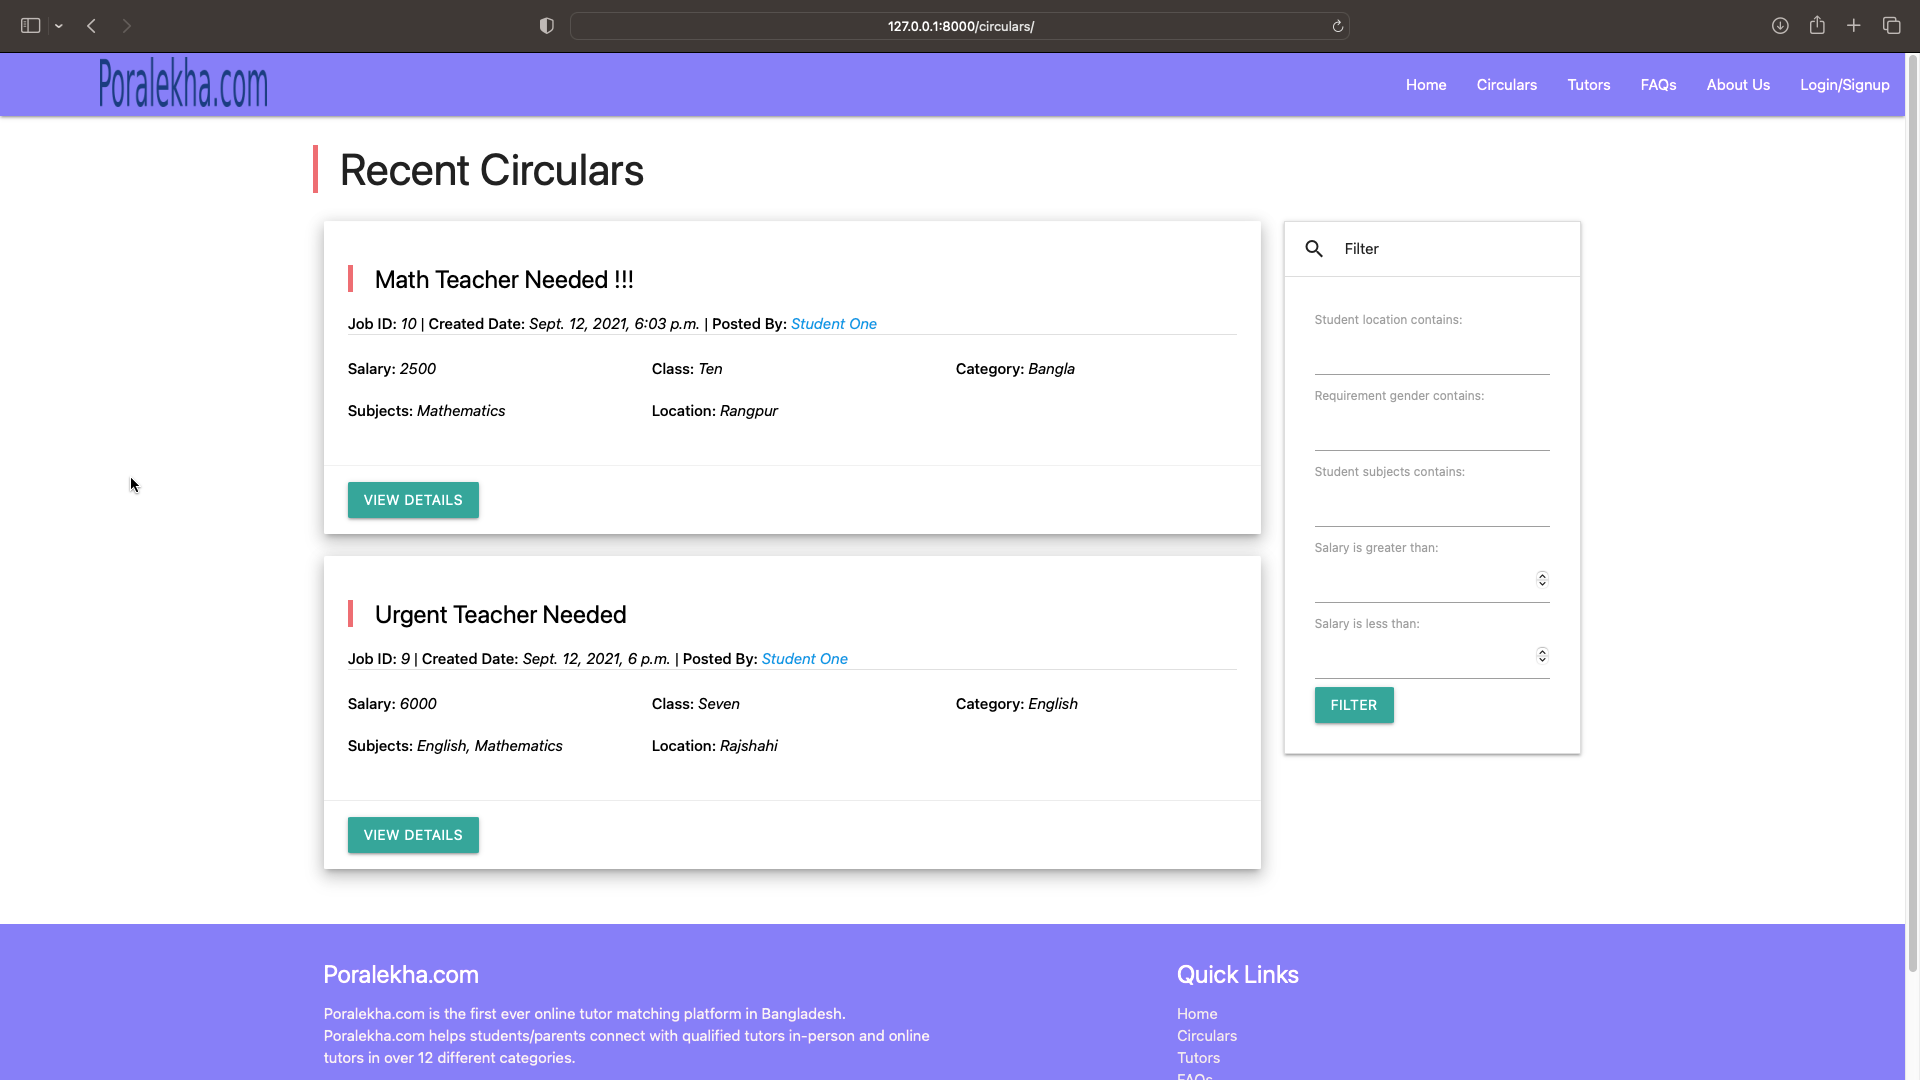 127.0.0.1:8000/circulars/
Poralekha.com
Home Circulars Tutors FAQs About Us Login/Signup
Recent Circulars
Math Teacher Needed !!!
Job ID: 10 | Created Date: Sept. 12, 2021, 6:03 p.m. | Posted By: Student One
Salary: 2500 Class: Ten Category: Bangla
Subjects: Mathematics Location: Rangpur
VIEW DETAILS
Urgent Teacher Needed
Job ID: 9 | Created Date: Sept. 12, 2021, 6 p.m. | Posted By: Student One
Salary: 6000 Class: Seven Category: English
Subjects: English, Mathematics Location: Rajshahi
VIEW DETAILS
Filter
Student location contains:
Requirement gender contains:
Student subjects contains:
Salary is greater than:
Salary is less than:
FILTER
Poralekha.com
Poralekha.com is the first ever online tutor matching platform in Bangladesh.
Poralekha.com helps students/parents connect with qualified tutors in-person and online
tutors in over 12 different categories.
Quick Links
Home
Circulars
Tutors
FAQs